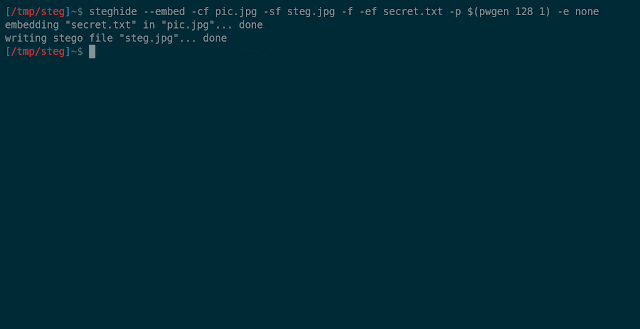 [/tmp/steg]~$ steghide --embed -cf pic.jpg -sf steg.jpg -f -ef secret.txt -p $(pwgen 128 1) -e none
embedding "secret.txt" in "pic.jpg"... done
writing stego file "steg.jpg"... done
[/tmp/steg]~$